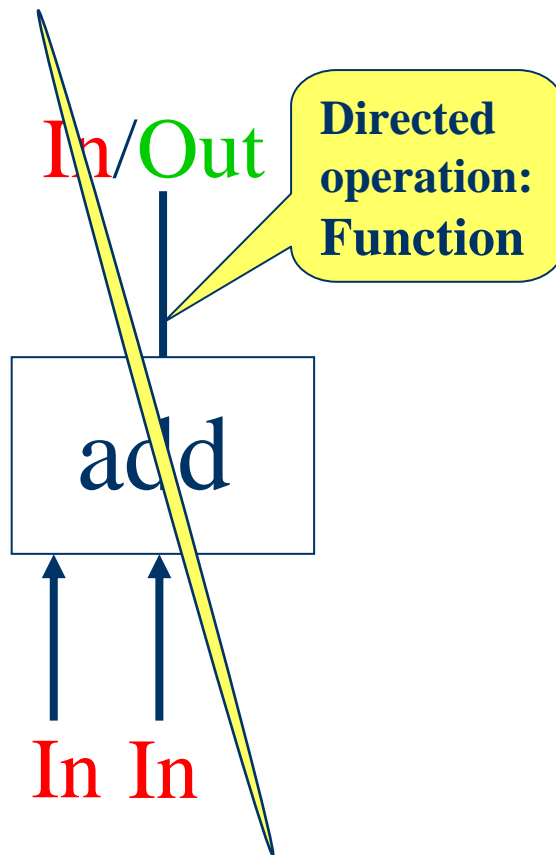 In/Out
Directed
operation:
Function
add
In In